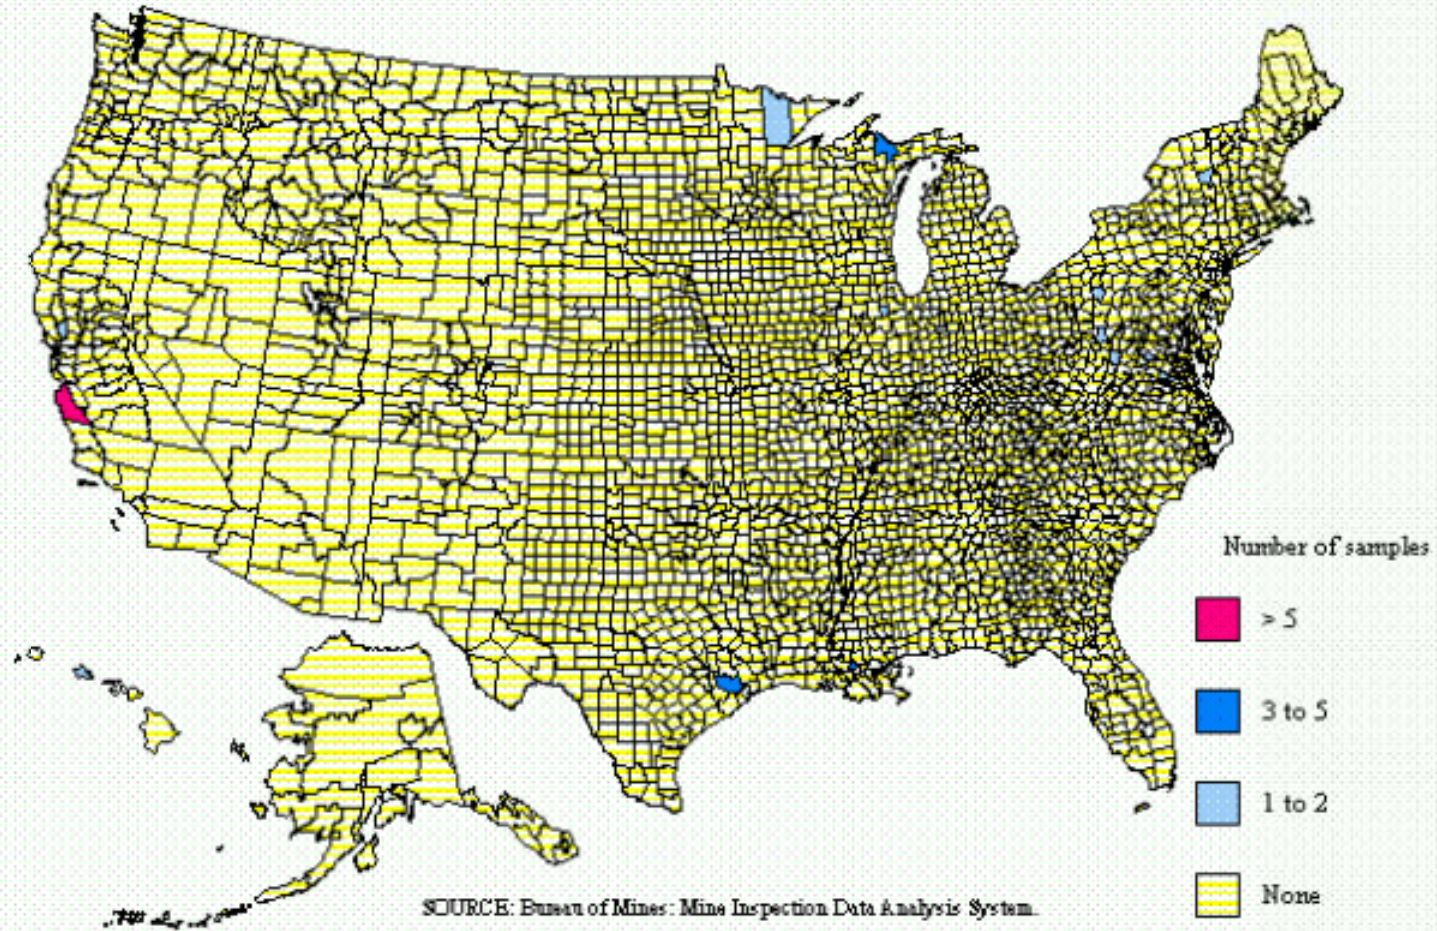 Number of samples
> 5
3 to 5
1 to 2
None
SOURCE: Bureau of Mines: Mine Inspection Data Analysis System.